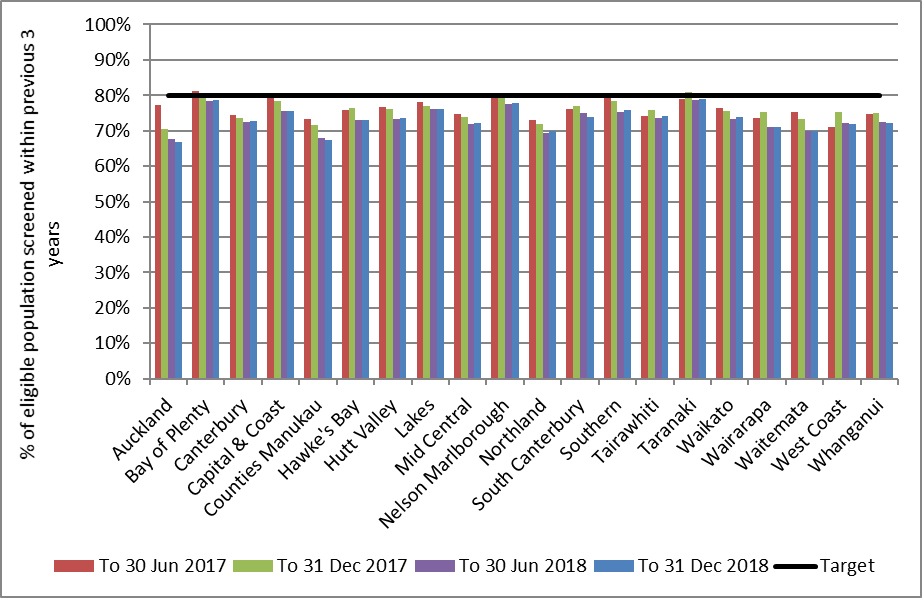 % of eligible population screened within previous 3
years
100%
90%
80%
70%
60%
50%
40%
30%
20%
10%
0%
Auckland
Bay of Plenty
Canterbury
Capital & Coast
Counties Manukau
Hawke's Bay
Hutt Valley
Lakes
Mid Central
Nelson Marlborough
Northland
South Canterbury
Southern
Tairawhiti
Taranaki
Waikato
Wairarapa
Waitemata
West Coast
Whanganui
To 30 Jun 2017 To 31 Dec 2017 To 30 Jun 2018 To 31 Dec 2018 Target